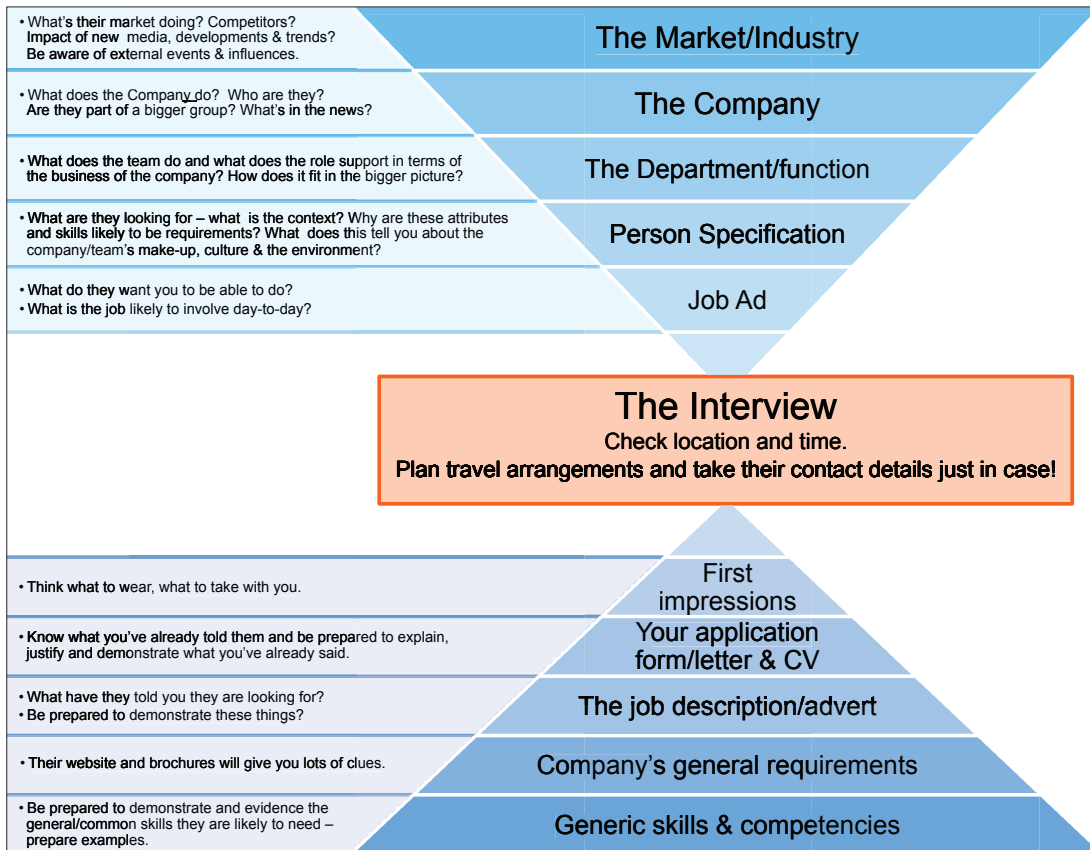 • What's their market doing? Competitors?
Impact of new media, developments & trends?
Be aware of external events & influences.
The Market/Industry
• What does the Company do? Who are they?
Are they part of a bigger group? What's in the news?
The Company
• What does the team do and what does the role support in terms of
the business of the company? How does it fit in the bigger picture?
The Department/function
• What are they looking for – what is the context? Why are these attributes
and skills likely to be requirements? What does this tell you about the
company/team's make-up, culture & the environment?
Person Specification
• What do they want you to be able to do?
• What is the job likely to involve day-to-day?
Job Ad
The Interview
Check location and time.
Plan travel arrangements and take their contact details just in case!
• Think what to wear, what to take with you.
First
impressions
• Know what you've already told them and be prepared to explain,
justify and demonstrate what you've already said.
Your application
form/letter & CV
• What have they told you they are looking for?
• Be prepared to demonstrate these things?
The job description/advert
• Their website and brochures will give you lots of clues.
Company's general requirements
• Be prepared to demonstrate and evidence the
general/common skills they are likely to need –
prepare examples.
Generic skills & competencies